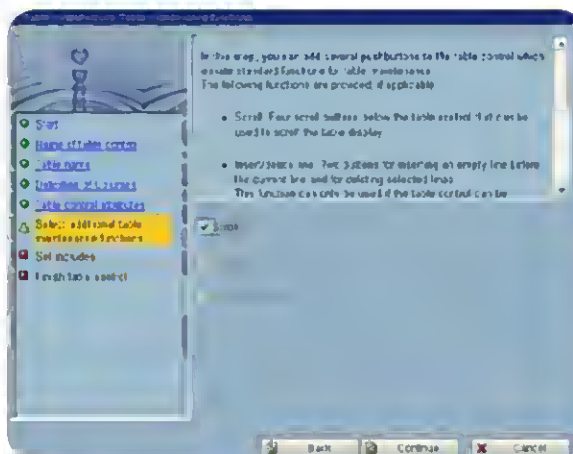 In this step, you can add several pushbuttons to the table control which
execute standard functions for table maintenance.
The following functions are provided, if applicable
Scroll: Four scroll buttons below the table control that can be
used to scroll the table display.
Insert/delete line: Two buttons for inserting an empty line before
the current line and for deleting selected lines.
This function can only be used if the table control can be
Start
Name of table control
Table name
Definition of
Table control attributes
Select additional table
maintenance functions
Set includes
Finish table control
Scroll
Back
Continue
Cancel